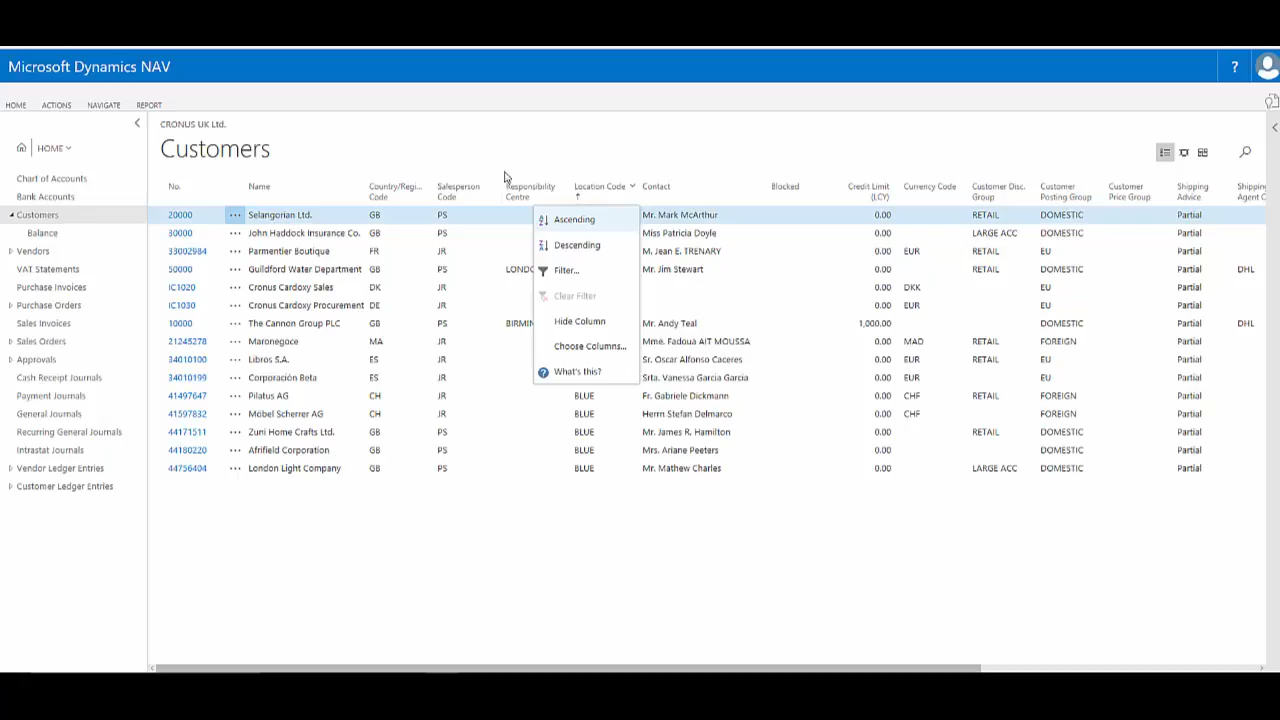 Microsoft Dynamics NAV ?
HOME ACTIONS NAVIGATE REPORT
CRONUS UK Ltd.
HOME
Customers
Chart of Accounts
Bank Accounts
Customers
Balance
Vendors
VAT Statements
Purchase Invoices
Purchase Orders
Sales Invoices
Sales Orders
Approvals
Cash Receipt Journals
Payment Journals
General Journals
Recurring General Journals
Intrastat Journals
Vendor Ledger Entries
Customer Ledger Entries
No. Name Country/Regi... Code Salesperson Code Responsibility Centre Location Code Contact Blocked Credit Limit (LCY) Currency Code Customer Disc. Group Customer Posting Group Customer Price Group Shipping Advice Shipping Agent C
20000 ... Selangorian Ltd. GB PS Mr. Mark McArthur 0.00 RETAIL DOMESTIC Partial
30000 ... John Haddock Insurance Co. GB PS Miss Patricia Doyle 0.00 LARGE ACC DOMESTIC Partial
33002984 ... Parmentier Boutique FR JR M. Jean E. TRENARY 0.00 EUR RETAIL EU Partial
50000 ... Guildford Water Department GB PS LONDO Mr. Jim Stewart 0.00 RETAIL DOMESTIC Partial DHL
IC1020 ... Cronus Cardoxy Sales DK JR 0.00 DKK EU Partial
IC1030 ... Cronus Cardoxy Procurement DE JR 0.00 EUR EU Partial
10000 ... The Cannon Group PLC GB PS BIRMIN Mr. Andy Teal 1,000.00 DOMESTIC Partial DHL
21245278 ... Maronegoce MA JR Mme. Fadoua AIT MOUSSA 0.00 MAD RETAIL FOREIGN Partial
34010100 ... Libros S.A. ES JR Sr. Oscar Alfonso Caceres 0.00 EUR RETAIL EU Partial
34010199 ... Corporación Beta ES JR Srta. Vanessa Garcia Garcia 0.00 EUR EU Partial
41497647 ... Pilatus AG CH JR BLUE Fr. Gabriele Dickmann 0.00 CHF RETAIL FOREIGN Partial
41597832 ... Möbel Scherrer AG CH JR BLUE Herrn Stefan Delmarco 0.00 CHF FOREIGN Partial
44171511 ... Zuni Home Crafts Ltd. GB PS BLUE Mr. James R. Hamilton 0.00 RETAIL DOMESTIC Partial
44180220 ... Afrifield Corporation GB PS BLUE Mrs. Ariane Peeters 0.00 DOMESTIC Partial
44756404 ... London Light Company GB PS BLUE Mr. Mathew Charles 0.00 LARGE ACC DOMESTIC Partial
Ascending
Descending
Filter...
Clear Filter
Hide Column
Choose Columns...
What's this?